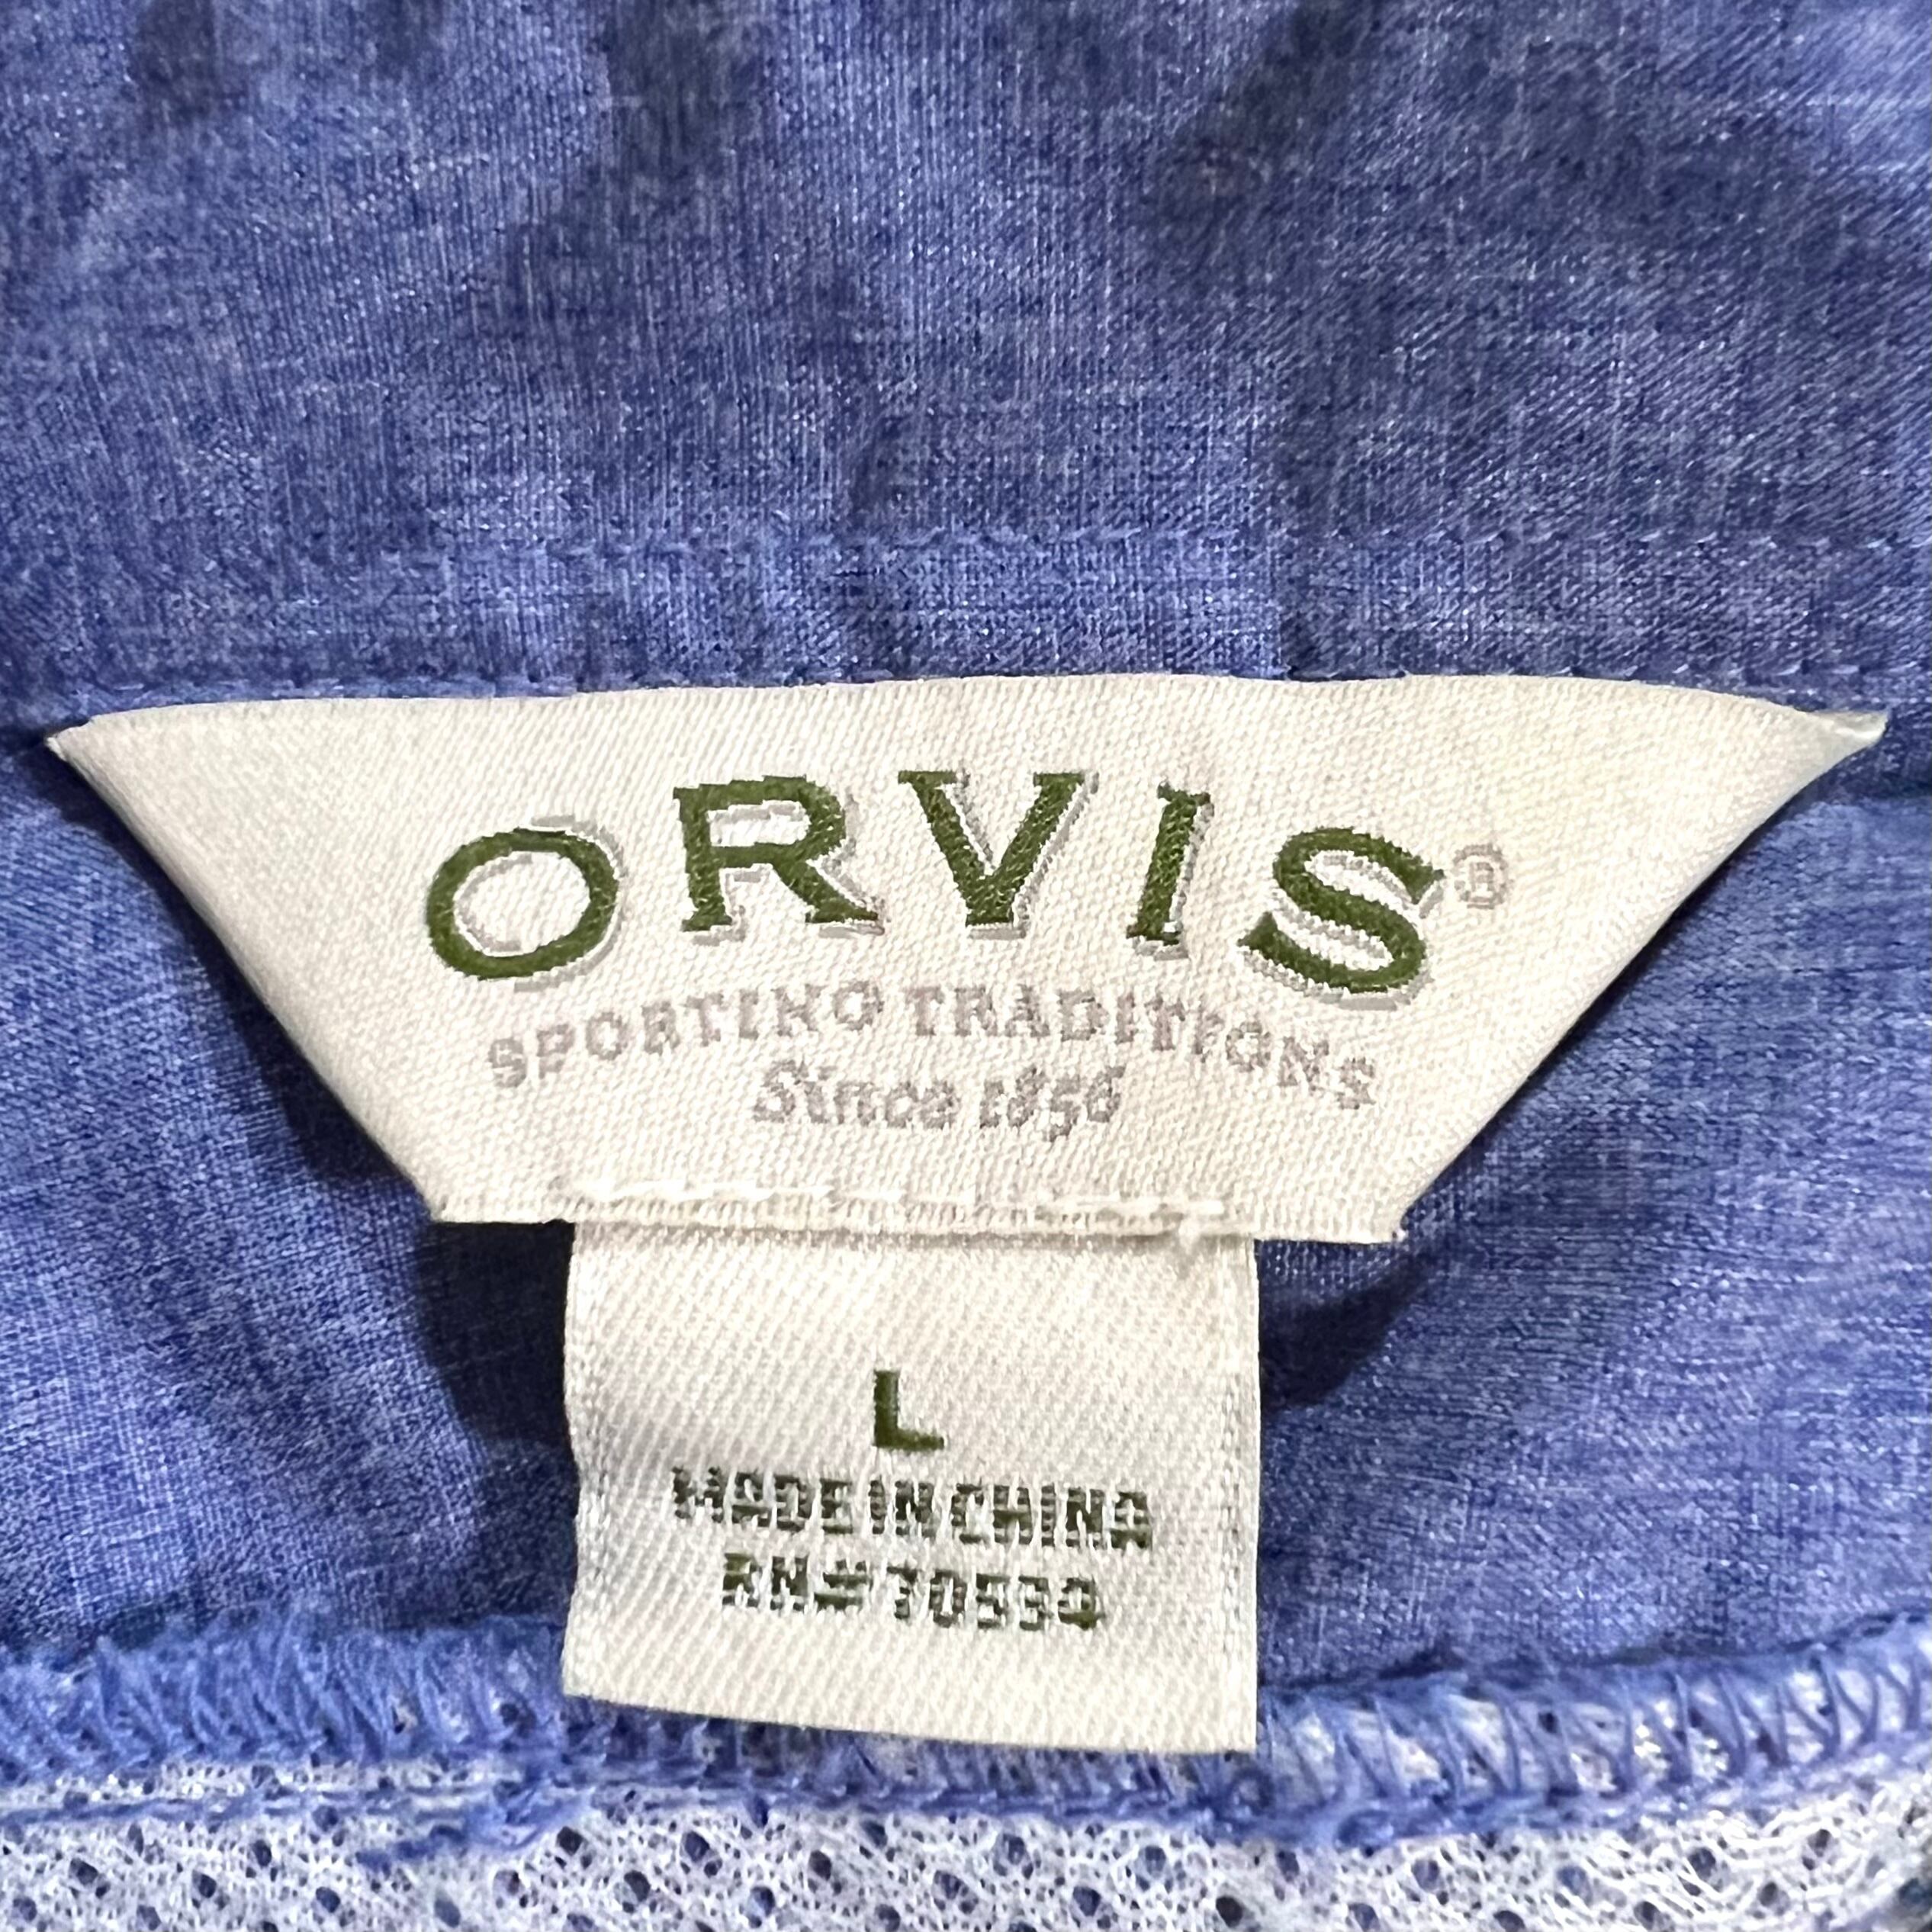 ORVIS®
SPORTING TRADITIONS
Since 1856
L
MADE IN CHINA
RN#70534